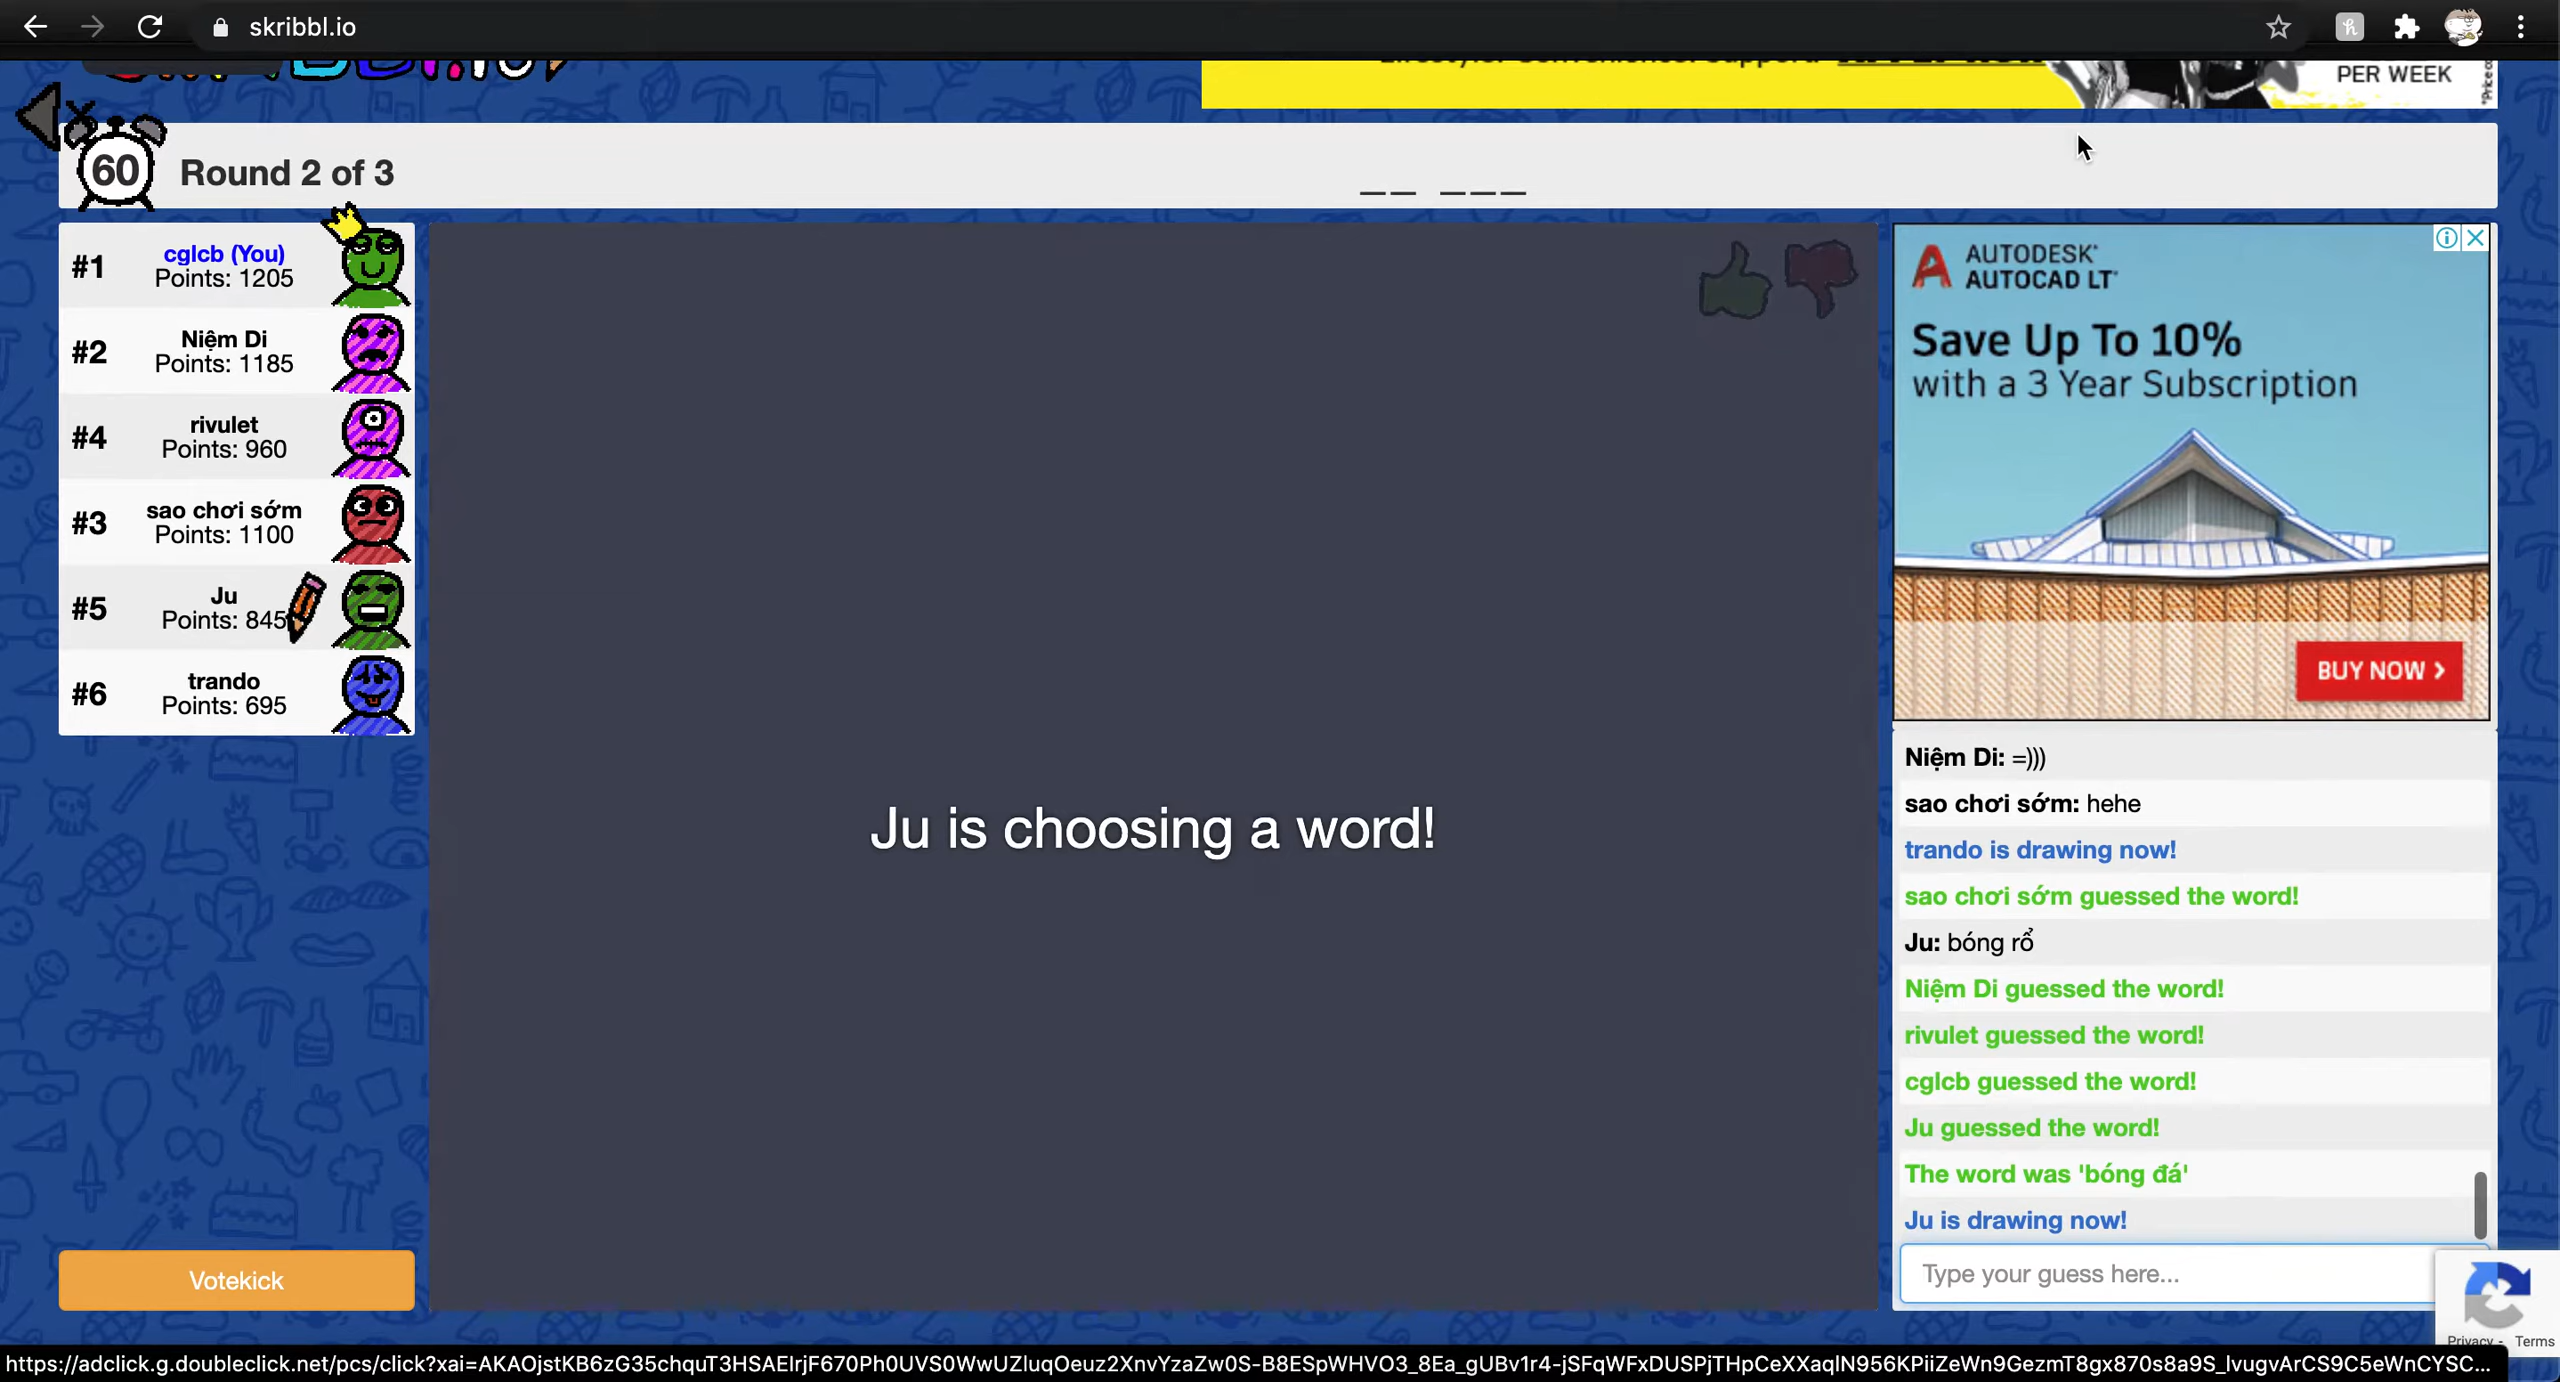 skribbl.io
PER WEEK
60
Round 2 of 3
__ ___
#1
cglcb (You)
Points: 1205
#2
Niệm Di
Points: 1185
#4
rivulet
Points: 960
#3
sao chơi sớm
Points: 1100
#5
Ju
Points: 845
#6
trando
Points: 695
Votekick
Ju is choosing a word!
AUTODESK
AUTOCAD LT
Save Up To 10%
with a 3 Year Subscription
BUY NOW >
Niệm Di: =)))
sao chơi sớm: hehe
trando is drawing now!
sao chơi sớm guessed the word!
Ju: bóng rổ
Niệm Di guessed the word!
rivulet guessed the word!
cglcb guessed the word!
Ju guessed the word!
The word was 'bóng đá'
Ju is drawing now!
Type your guess here...
Privacy - Terms